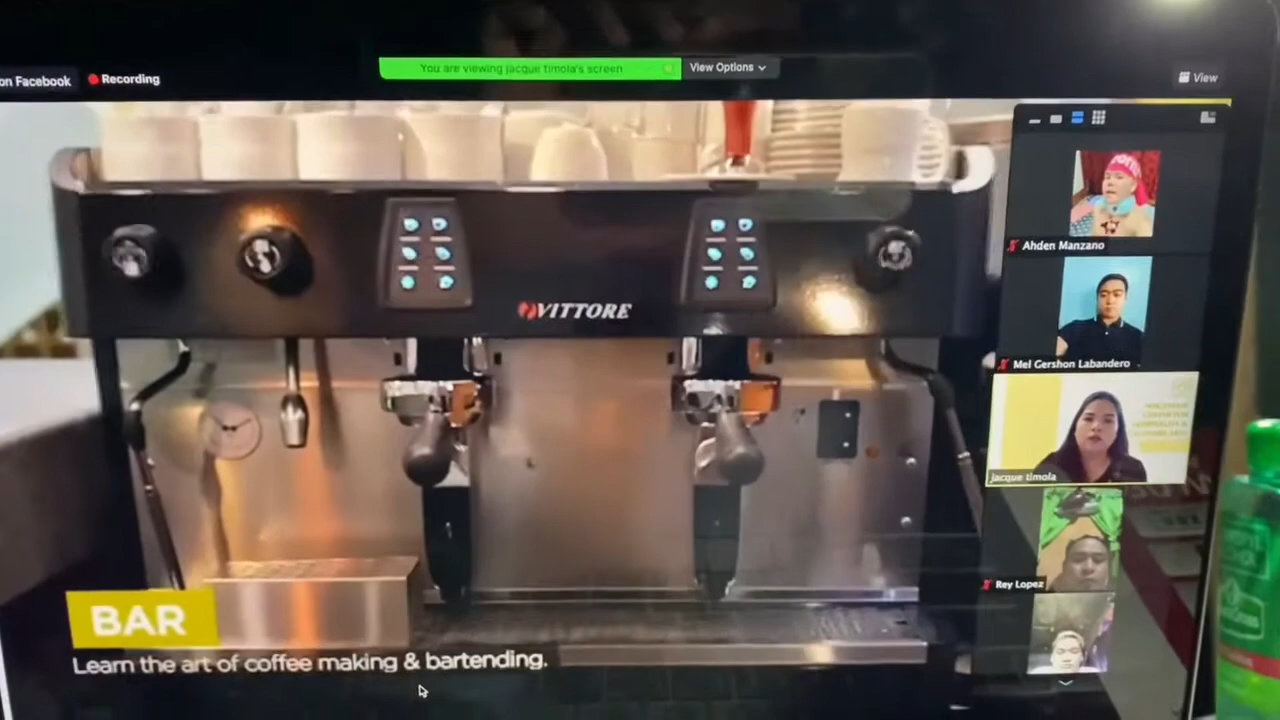 on Facebook
Recording
You are viewing jacque timola's screen
View Options
View
VITTORE
Ahden Manzano
Mel Gershon Labandero
jacque timola
Rey Lopez
BAR
Learn the art of coffee making & bartending.